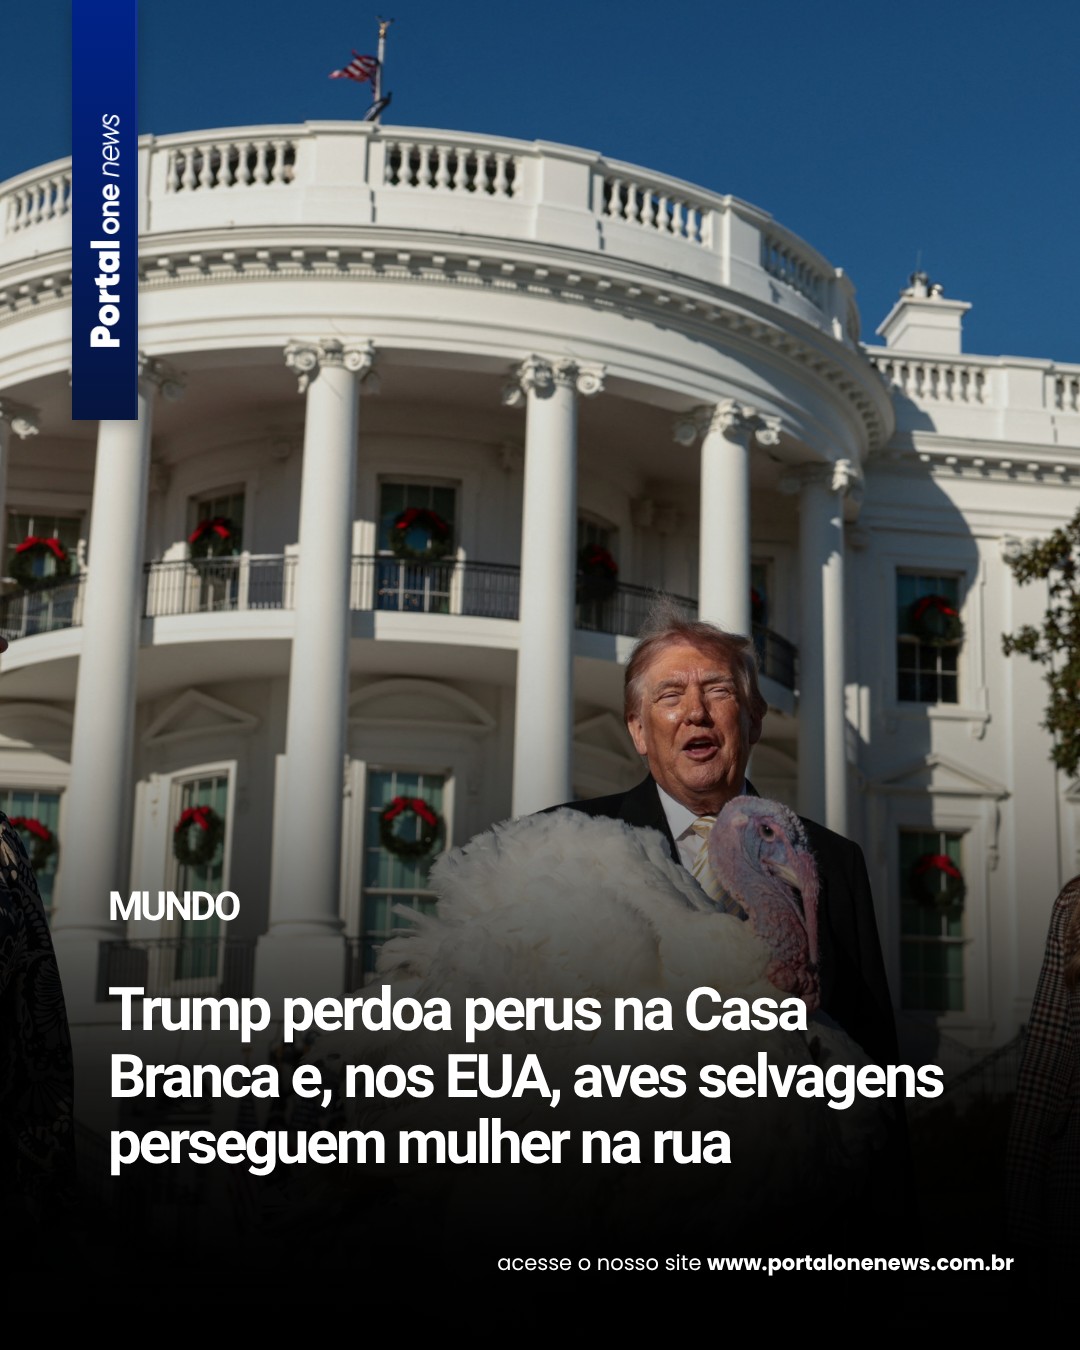 Portal one news
MUNDO
Trump perdoa perus na Casa
Branca e, nos EUA, aves selvagens
perseguem mulher na rua
acesse o nosso site www.portalonenews.com.br